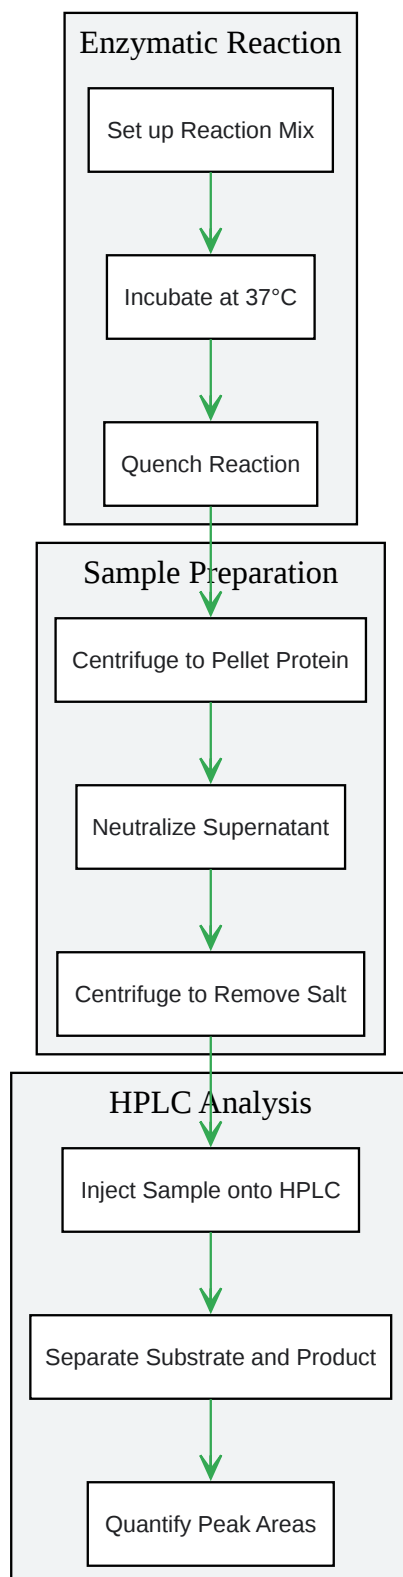 Enzymatic Reaction
Set up Reaction Mix
Incubate at 37°C
Quench Reaction
Sample Preparation
Centrifuge to Pellet Protein
Neutralize Supernatant
Centrifuge to Remove Salt
HPLC Analysis
Inject Sample onto HPLC
Separate Substrate and Product
Quantify Peak Areas